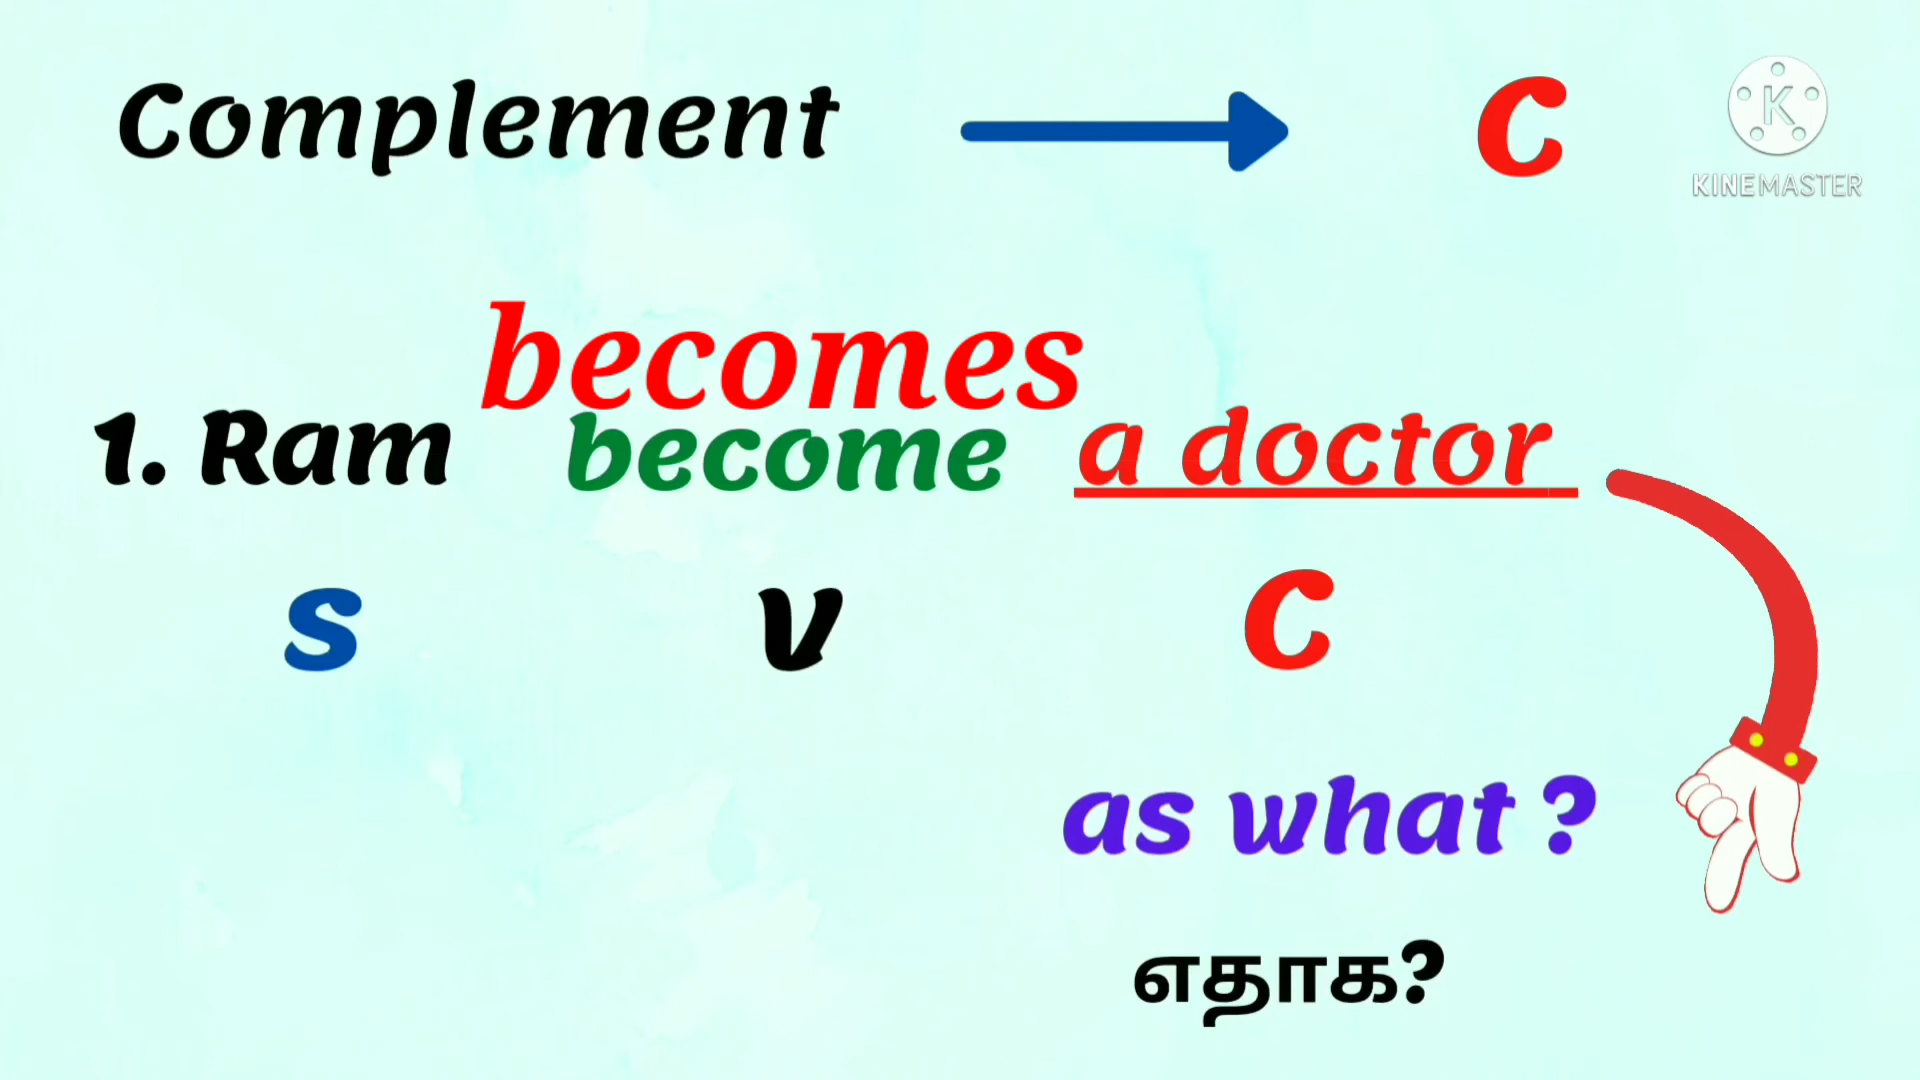 Complement C
K
KINEMASTER
becomes
1. Ram become a doctor
S V C
as what ?
எதாக?